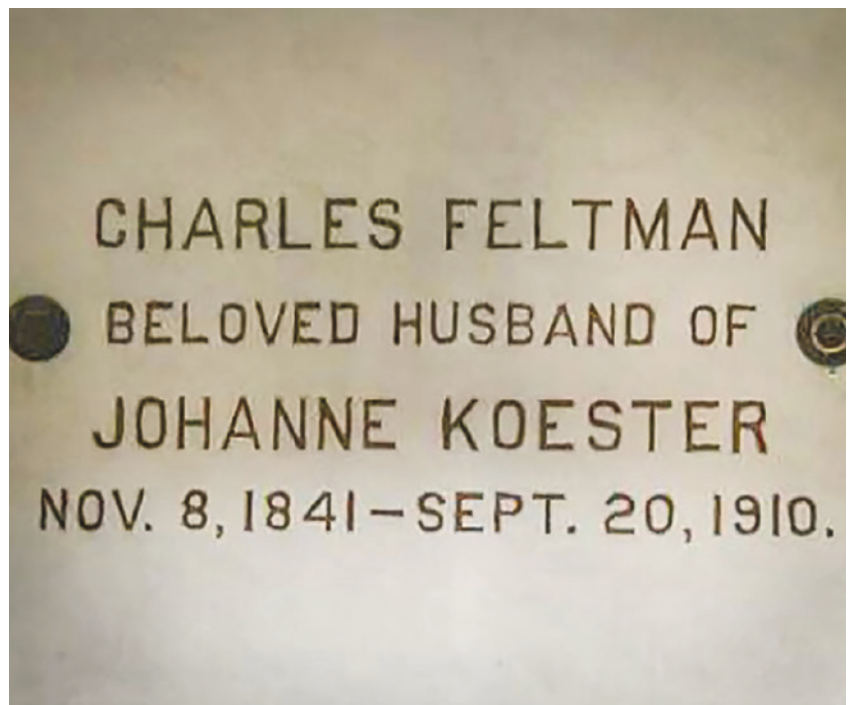 CHARLES FELTMAN
BELOVED HUSBAND OF
JOHANNE KOESTER
NOV. 8, 1841–SEPT. 20, 1910.